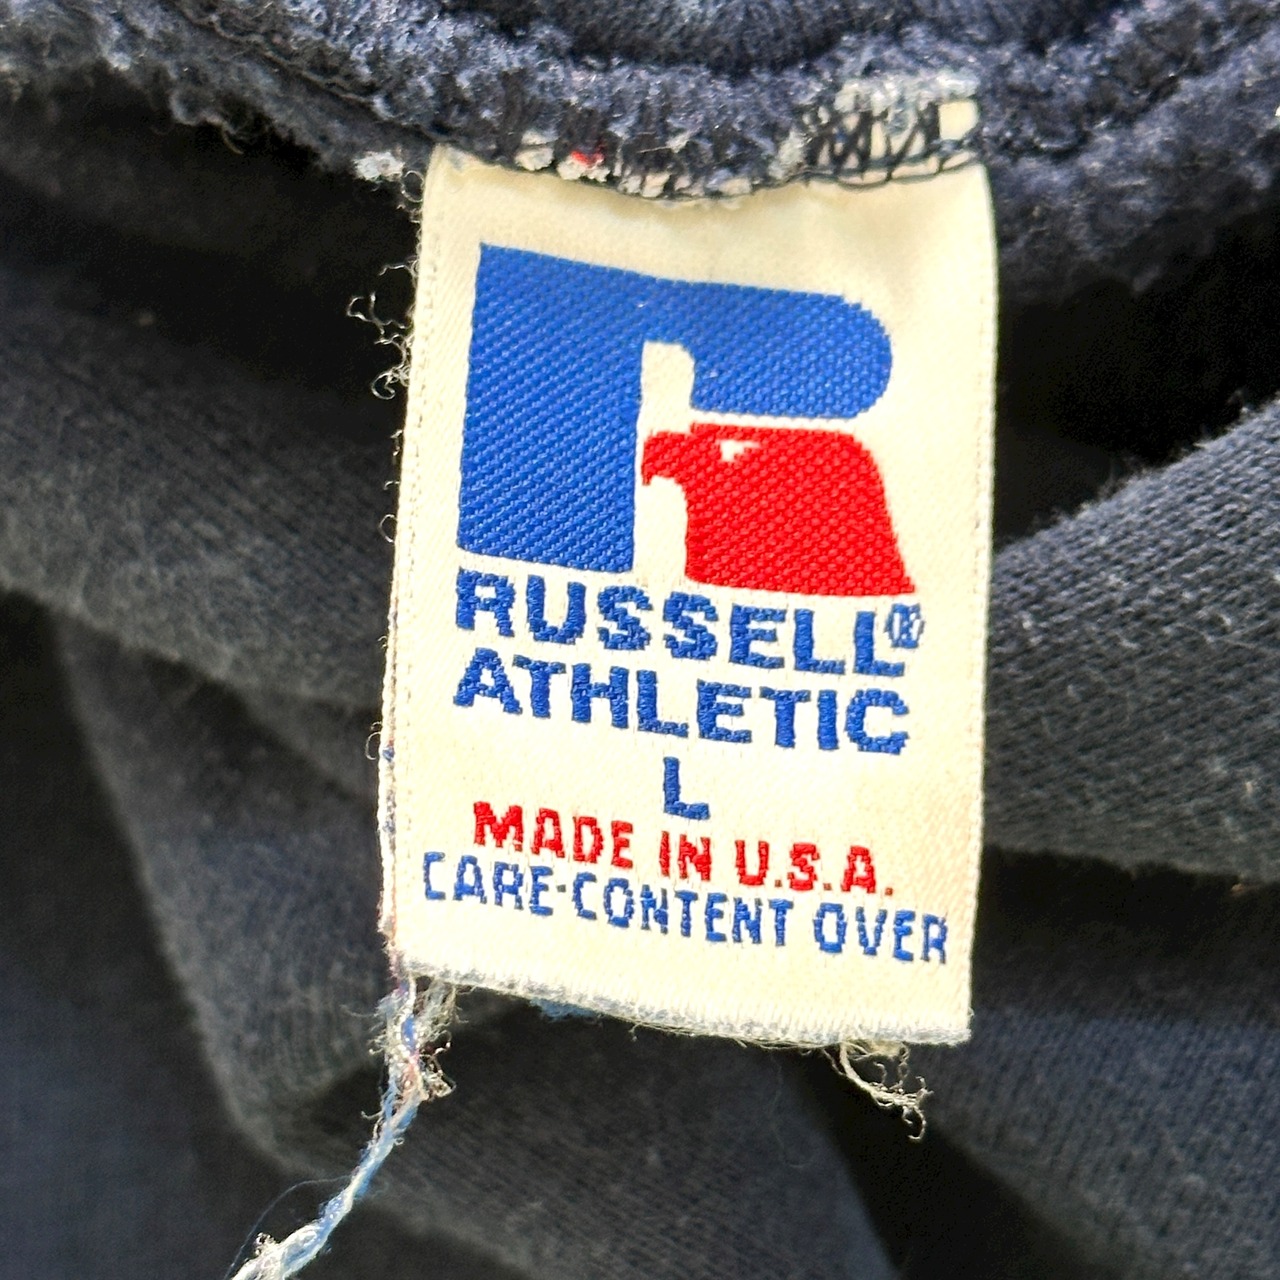 RUSSELL®
ATHLETIC
L
MADE IN U.S.A.
CARE·CONTENT OVER